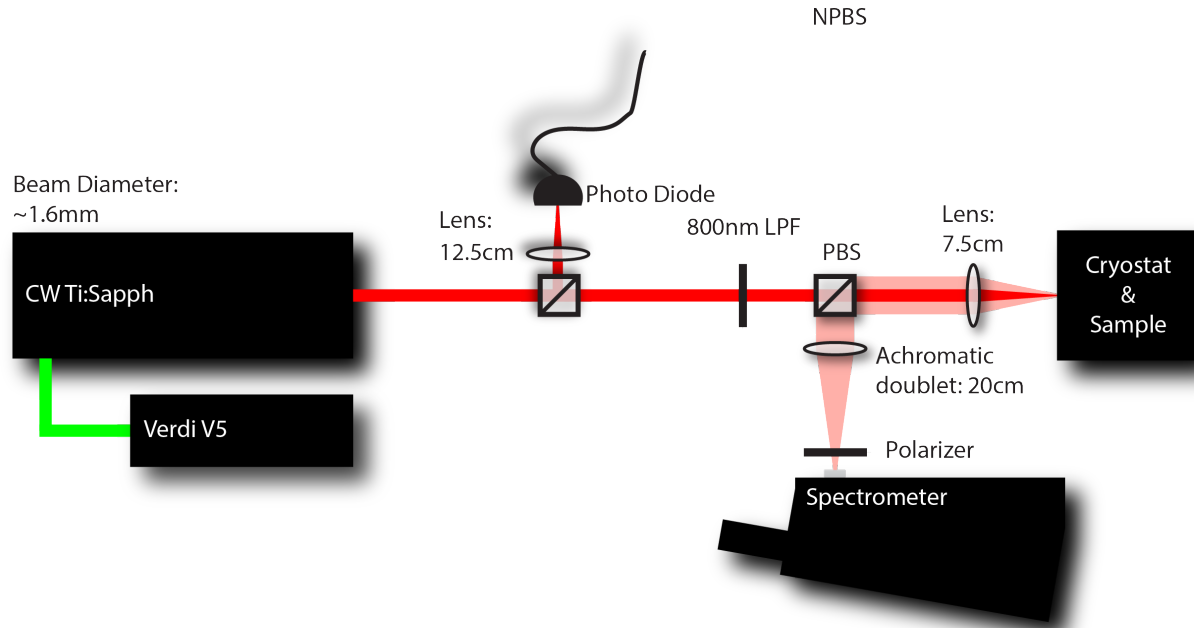 NPBS
Beam Diameter:
~1.6mm
Photo Diode
Lens:
12.5cm
800nm LPF
PBS
Lens:
7.5cm
CW Ti:Sapph
Cryostat
&
Sample
Achromatic
doublet: 20cm
Verdi V5
Polarizer
Spectrometer